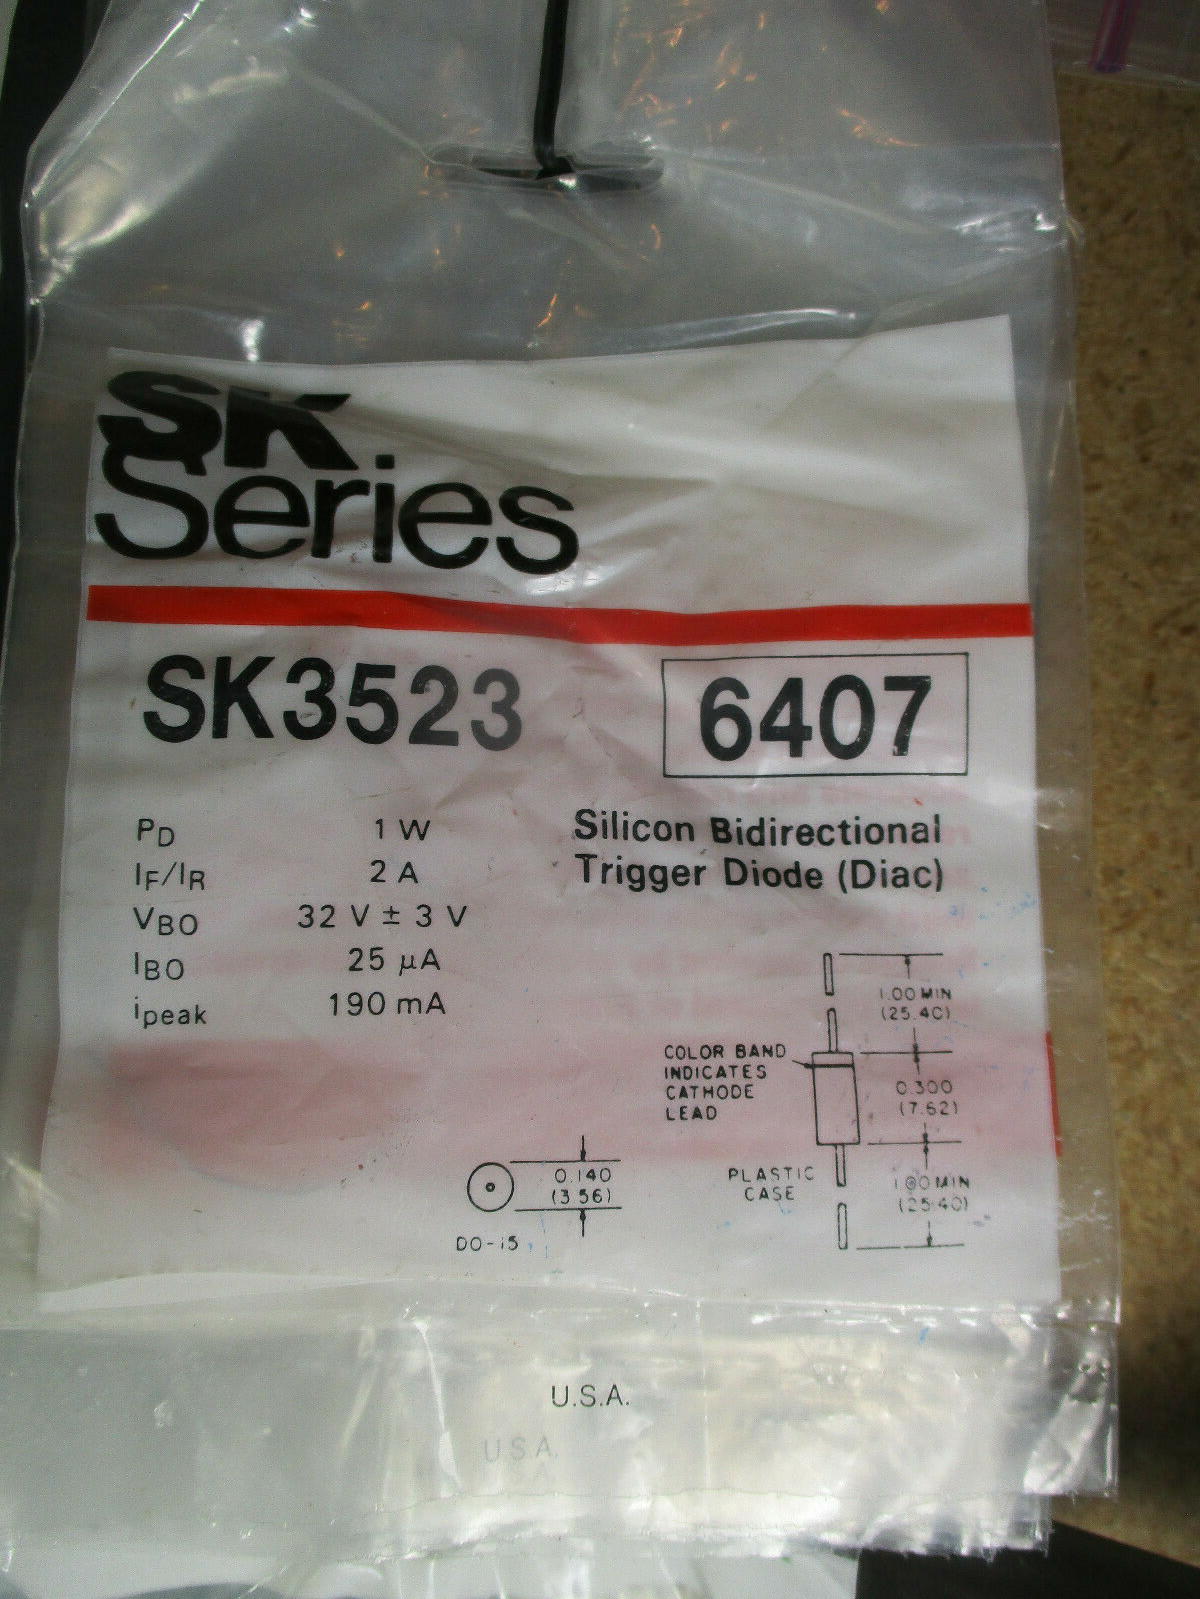 SK
Series
SK3523
6407
PD 1 W
IF/IR 2 A
VBO 32 V ± 3 V
IBO 25 µA
ipeak 190 mA
Silicon Bidirectional
Trigger Diode (Diac)
1.00 MIN
(25.40)
COLOR BAND
INDICATES
CATHODE
LEAD
0.300
(7.62)
PLASTIC
CASE
1.00 MIN
(25.40)
0.140
(3.56)
DO-15
U.S.A.
U.S.A.